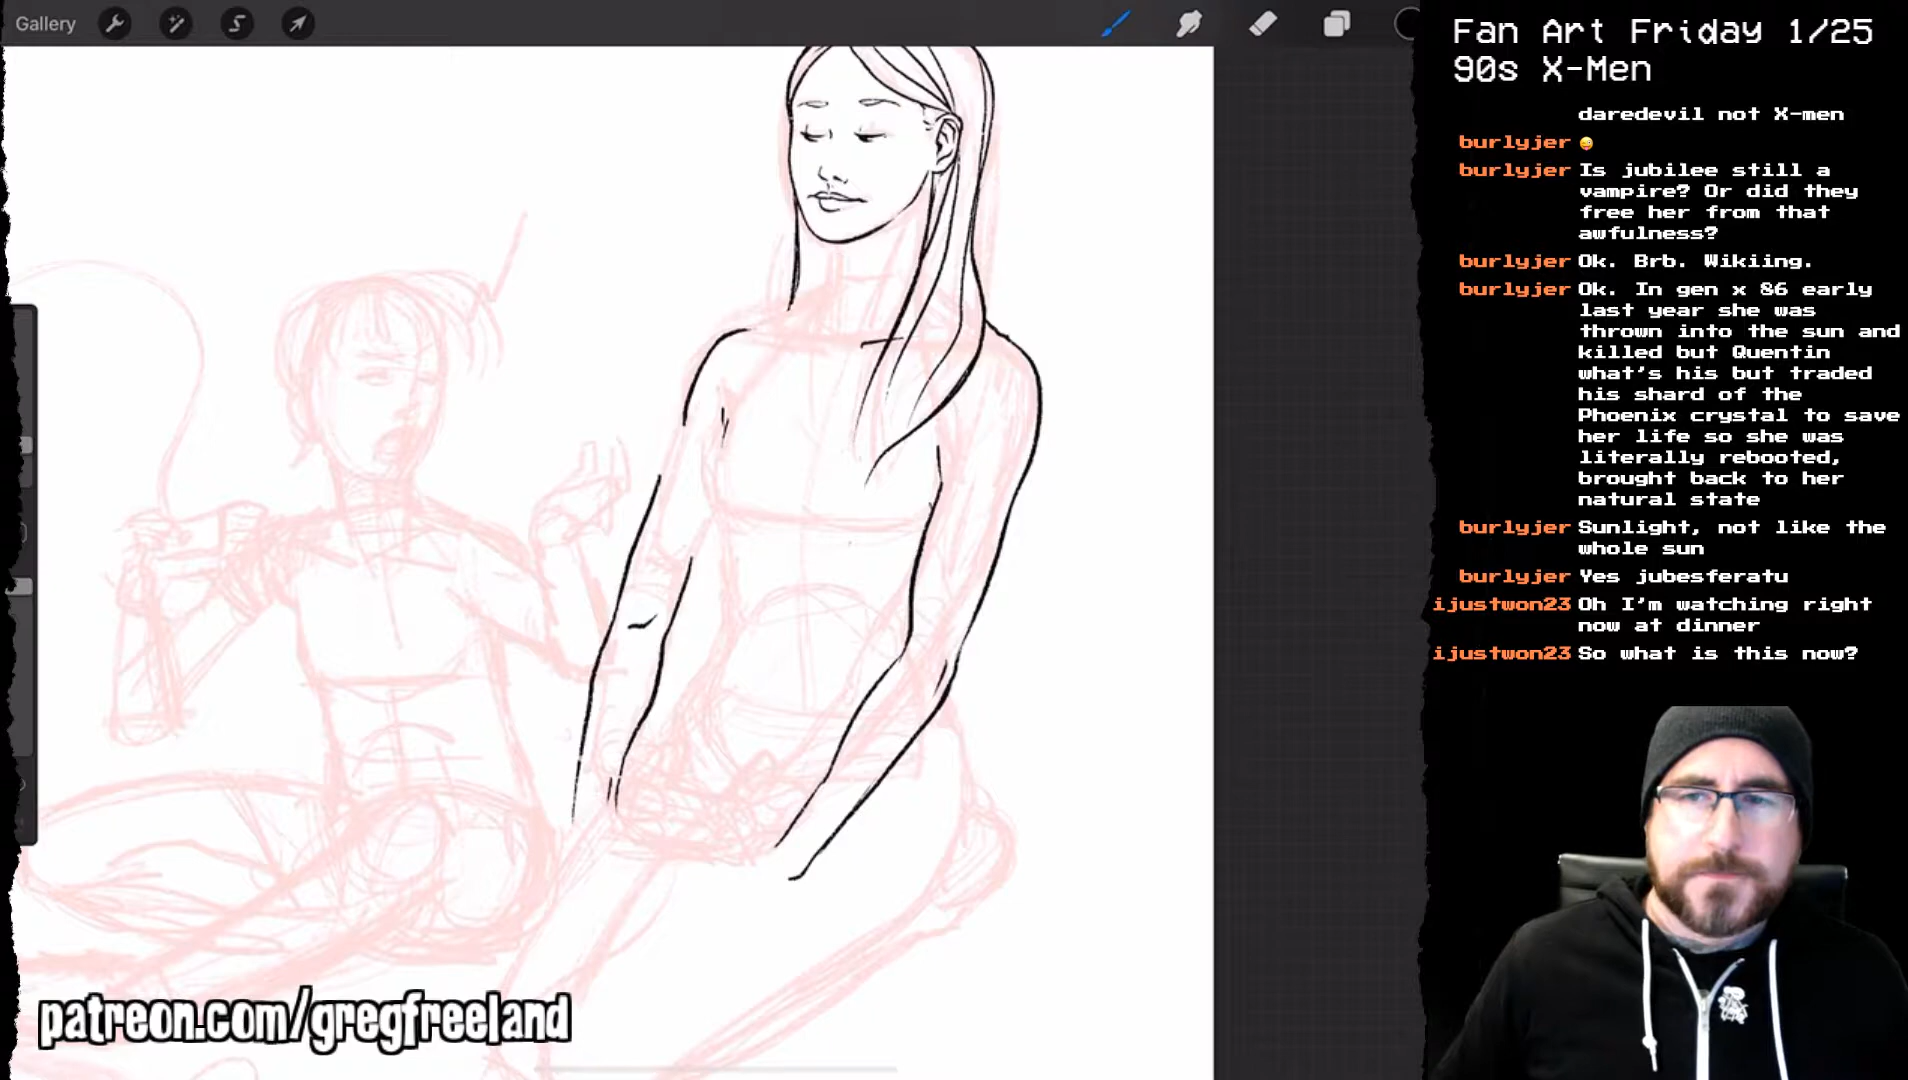 Gallery
Fan Art Friday 1/25
90s X-Men
daredevil not X-men
burlyjer 😜
burlyjer Is jubilee still a
vampire? Or did they
free her from that
awfulness?
burlyjer Ok. Brb. Wikiing.
burlyjer Ok. In gen x 86 early
last year she was
thrown into the sun and
killed but Quentin
what's his but traded
his shard of the
Phoenix crystal to save
her life so she was
literally rebooted,
brought back to her
natural state
burlyjer Sunlight, not like the
whole sun
burlyjer Yes jubesferatu
ijustwon23 Oh I'm watching right
now at dinner
ijustwon23 So what is this now?
patreon.com/gregfreeland